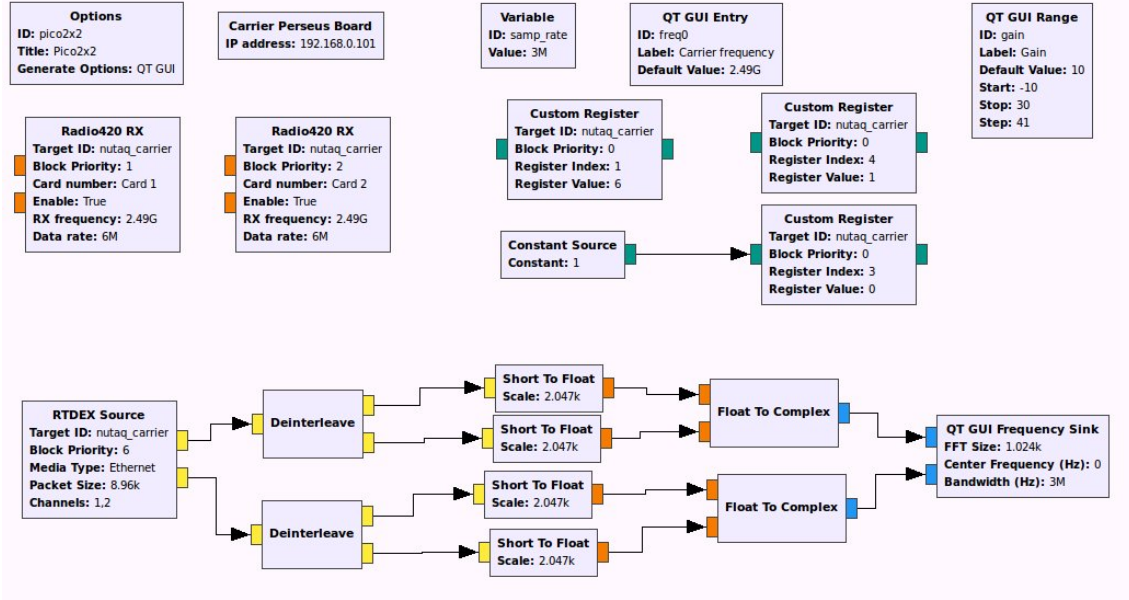 Options
ID: pico2x2
Title: Pico2x2
Generate Options: QT GUI
Carrier Perseus Board
IP address: 192.168.0.101
Variable
ID: samp_rate
Value: 3M
QT GUI Entry
ID: freq0
Label: Carrier frequency
Default Value: 2.49G
QT GUI Range
ID: gain
Label: Gain
Default Value: 10
Start: -10
Stop: 30
Step: 41
Radio420 RX
Target ID: nutaq_carrier
Block Priority: 1
Card number: Card 1
Enable: True
RX frequency: 2.49G
Data rate: 6M
Radio420 RX
Target ID: nutaq_carrier
Block Priority: 2
Card number: Card 2
Enable: True
RX frequency: 2.49G
Data rate: 6M
Custom Register
Target ID: nutaq_carrier
Block Priority: 0
Register Index: 1
Register Value: 6
Custom Register
Target ID: nutaq_carrier
Block Priority: 0
Register Index: 4
Register Value: 1
Constant Source
Constant: 1
Custom Register
Target ID: nutaq_carrier
Block Priority: 0
Register Index: 3
Register Value: 0
RTDEX Source
Target ID: nutaq_carrier
Block Priority: 6
Media Type: Ethernet
Packet Size: 8.96k
Channels: 1,2
Deinterleave
Deinterleave
Short To Float
Scale: 2.047k
Short To Float
Scale: 2.047k
Short To Float
Scale: 2.047k
Short To Float
Scale: 2.047k
Float To Complex
Float To Complex
QT GUI Frequency Sink
FFT Size: 1.024k
Center Frequency (Hz): 0
Bandwidth (Hz): 3M